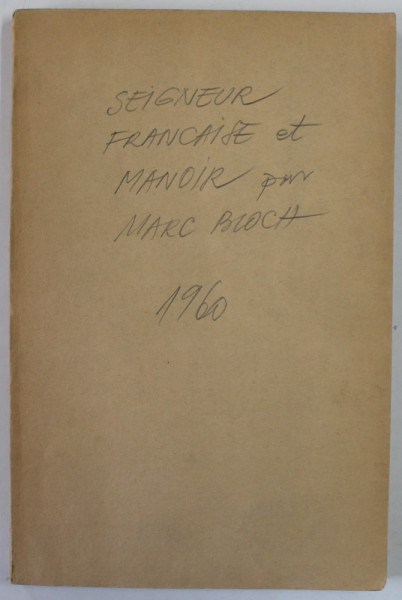 SEIGNEUR
FRANCAISE et
MANOIR par
MARC BLOCH
1960